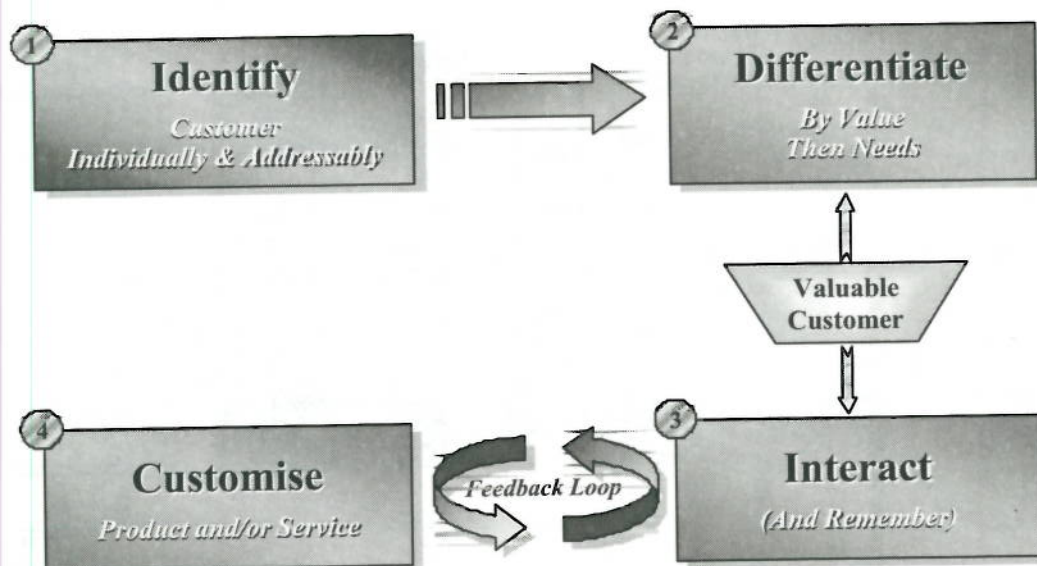 1
Identify
Customer
Individually & Addressably
2
Differentiate
By Value
Then Needs
Valuable
Customer
3
Interact
(And Remember)
Feedback Loop
4
Customise
Product and/or Service